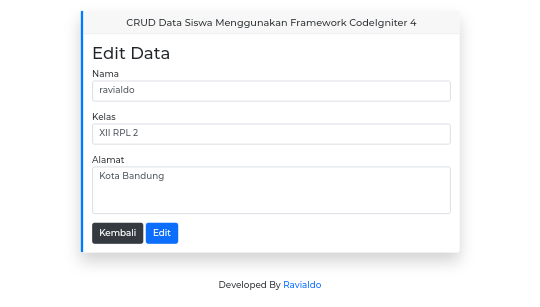 CRUD Data Siswa Menggunakan Framework CodeIgniter 4
Edit Data
Nama
ravialdo
Kelas
XII RPL 2
Alamat
Kota Bandung
Kembali Edit
Developed By Ravialdo